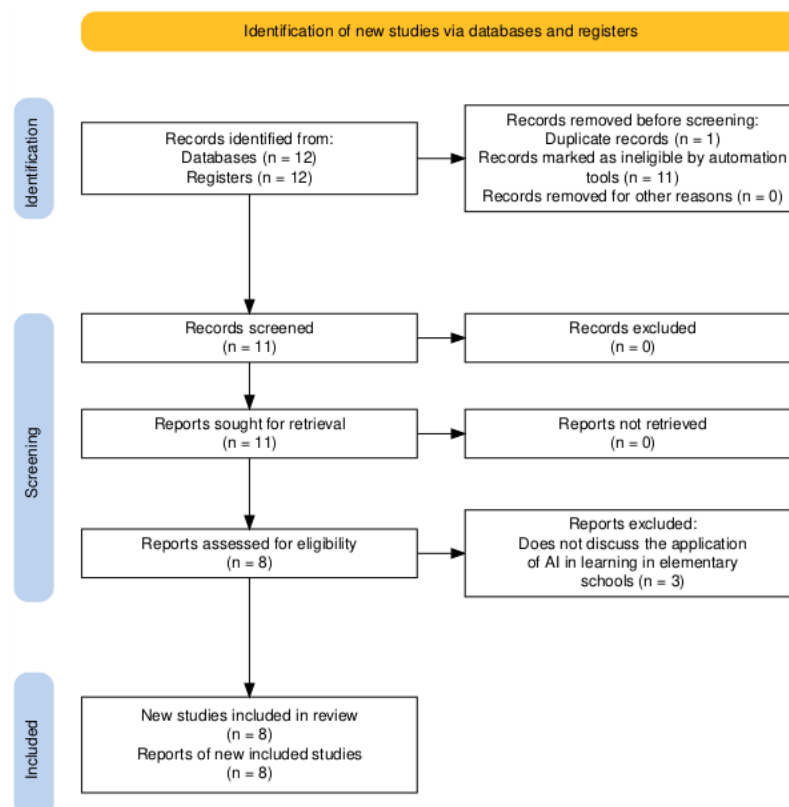 Identification of new studies via databases and registers
Identification
Records identified from:
Databases (n = 12)
Registers (n = 12)
Records removed before screening:
Duplicate records (n = 1)
Records marked as ineligible by automation
tools (n = 11)
Records removed for other reasons (n = 0)
Screening
Records screened
(n = 11)
Records excluded
(n = 0)
Reports sought for retrieval
(n = 11)
Reports not retrieved
(n = 0)
Reports assessed for eligibility
(n = 8)
Reports excluded:
Does not discuss the application
of AI in learning in elementary
schools (n = 3)
Included
New studies included in review
(n = 8)
Reports of new included studies
(n = 8)